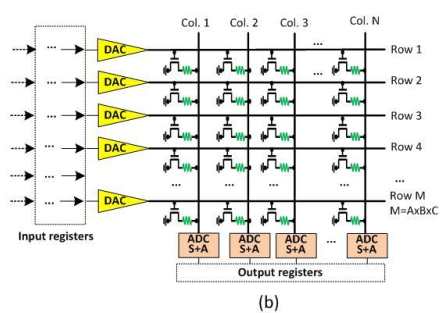 Col. 1 Col. 2 Col. 3 Col. N
... DAC ... Row 1
... DAC ... Row 2
... DAC Row 3
... DAC Row 4
... ... ... ...
... DAC Row M
M=AxBxC
Input registers
ADC S+A ADC S+A ADC S+A ... ADC S+A
Output registers
(b)